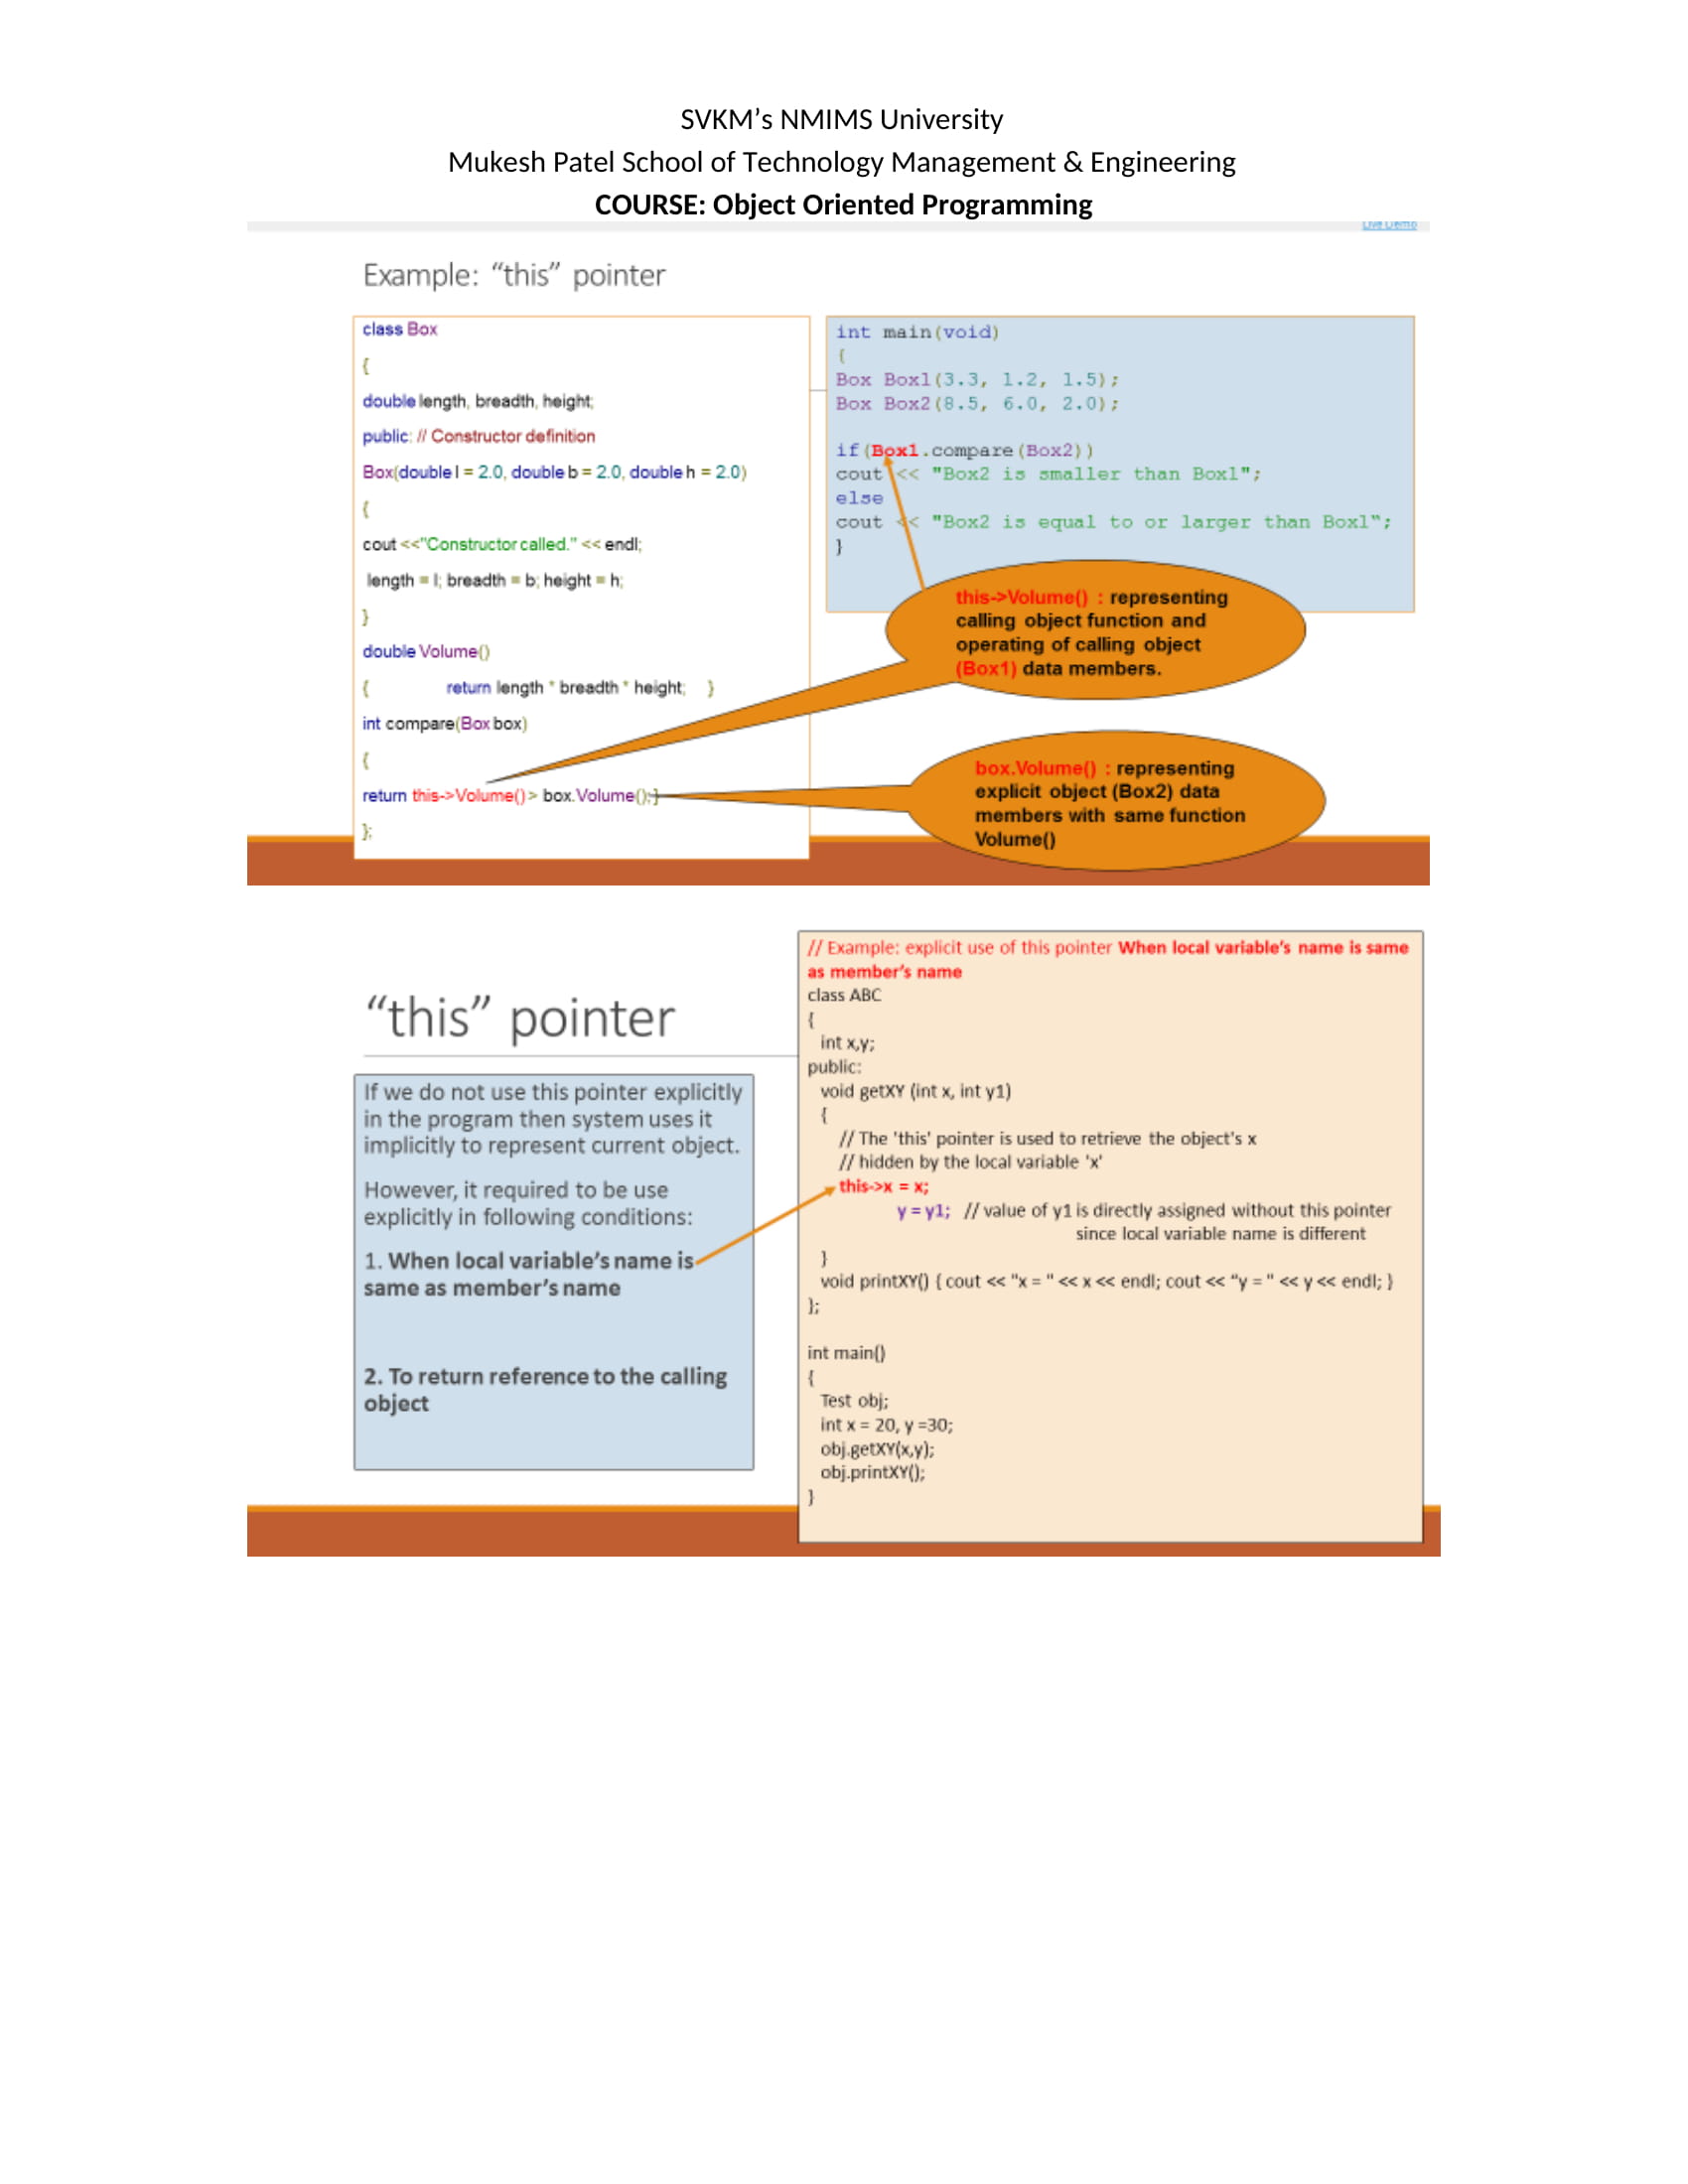 SVKM’s NMIMS University
Mukesh Patel School of Technology Management & Engineering
COURSE: Object Oriented Programming
Live Demo
Example: “this” pointer
class Box
{
double length, breadth, height;
public: // Constructor definition
Box(double l = 2.0, double b = 2.0, double h = 2.0)
{
cout <<"Constructor called." << endl;
length = l; breadth = b; height = h;
}
double Volume()
{ return length * breadth * height; }
int compare(Box box)
{
return this->Volume() > box.Volume();}
};
int main(void)
{
Box Box1(3.3, 1.2, 1.5);
Box Box2(8.5, 6.0, 2.0);
if(Box1.compare(Box2))
cout << "Box2 is smaller than Box1";
else
cout << "Box2 is equal to or larger than Box1“;
}
this->Volume() : representing
calling object function and
operating of calling object
(Box1) data members.
box.Volume() : representing
explicit object (Box2) data
members with same function
Volume()
“this” pointer
If we do not use this pointer explicitly
in the program then system uses it
implicitly to represent current object.
However, it required to be use
explicitly in following conditions:
1. When local variable’s name is
same as member’s name
2. To return reference to the calling
object
// Example: explicit use of this pointer When local variable’s name is same
as member’s name
class ABC
{
int x,y;
public:
void getXY (int x, int y1)
{
// The 'this' pointer is used to retrieve the object's x
// hidden by the local variable 'x'
this->x = x;
y = y1; // value of y1 is directly assigned without this pointer
since local variable name is different
}
void printXY() { cout << "x = " << x << endl; cout << “y = " << y << endl; }
};
int main()
{
Test obj;
int x = 20, y =30;
obj.getXY(x,y);
obj.printXY();
}